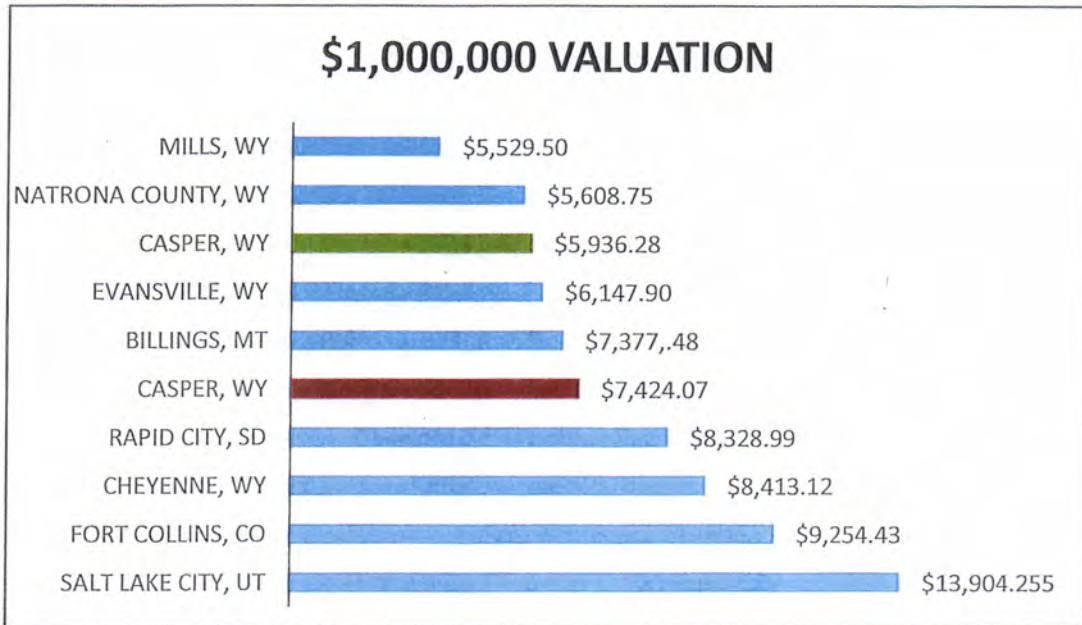 $1,000,000 VALUATION
MILLS, WY $5,529.50
NATRONA COUNTY, WY $5,608.75
CASPER, WY $5,936.28
EVANSVILLE, WY $6,147.90
BILLINGS, MT $7,377,.48
CASPER, WY $7,424.07
RAPID CITY, SD $8,328.99
CHEYENNE, WY $8,413.12
FORT COLLINS, CO $9,254.43
SALT LAKE CITY, UT $13,904.255